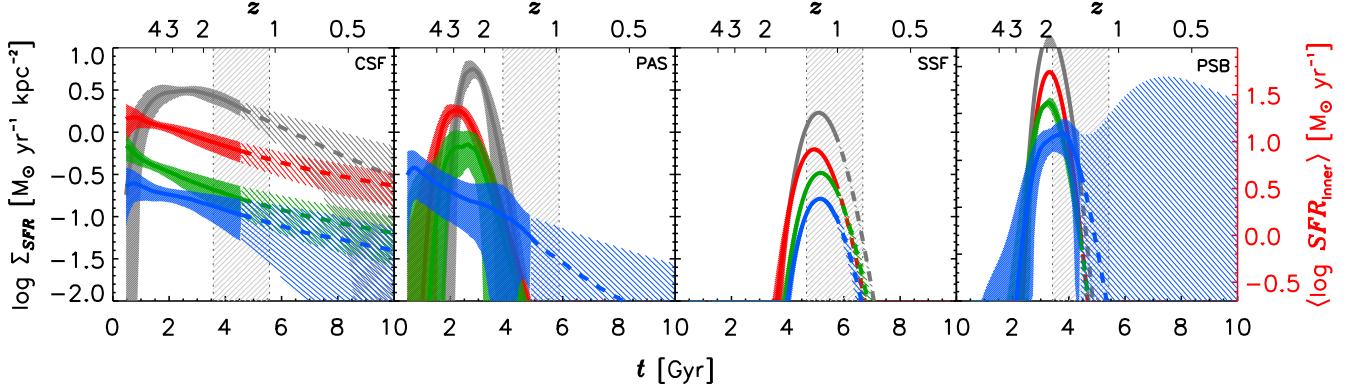 z z z z
4 3 2 1 0.5 4 3 2 1 0.5 4 3 2 1 0.5 4 3 2 1 0.5
CSF PAS SSF PSB
log Σ_SFR [M⊙ yr⁻¹ kpc⁻²]
1.0
0.5
0.0
−0.5
−1.0
−1.5
−2.0
1.5
1.0
0.5
0.0
−0.5
⟨log SFR_Inner⟩ [M⊙ yr⁻¹]
0 2 4 6 8 0 2 4 6 8 0 2 4 6 8 0 2 4 6 8 10
t [Gyr]